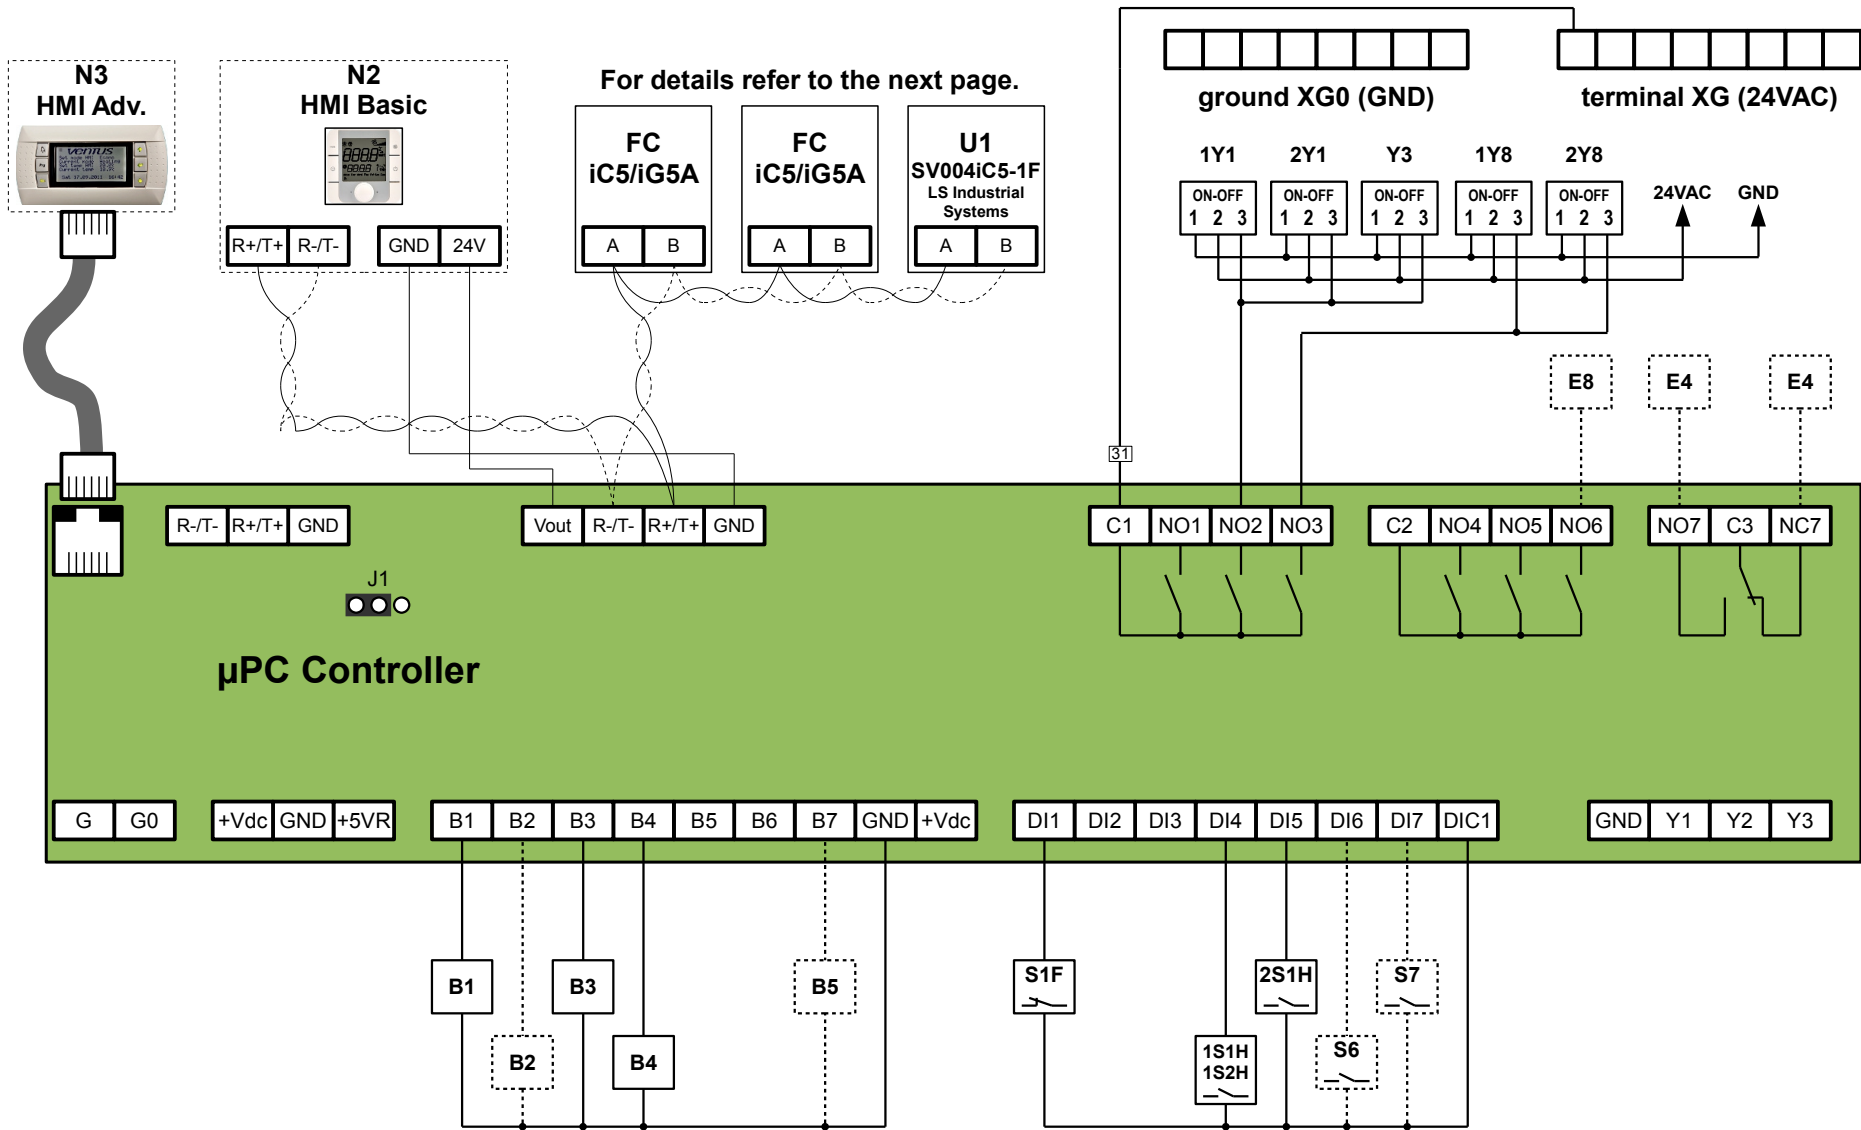 N3
HMI Adv.
VENTUS
N2
HMI Basic
R+/T+ R-/T- GND 24V
For details refer to the next page.
FC
iC5/iG5A
A B
FC
iC5/iG5A
A B
U1
SV004iC5-1F
LS Industrial
Systems
A B
ground XG0 (GND)
terminal XG (24VAC)
1Y1 2Y1 Y3 1Y8 2Y8
ON-OFF ON-OFF ON-OFF ON-OFF ON-OFF
1 2 3 1 2 3 1 2 3 1 2 3 1 2 3
24VAC GND
E8 E4 E4
31
R-/T- R+/T+ GND
Vout R-/T- R+/T+ GND
C1 NO1 NO2 NO3
C2 NO4 NO5 NO6
NO7 C3 NC7
J1
µPC Controller
G G0
+Vdc GND +5VR
B1 B2 B3 B4 B5 B6 B7 GND +Vdc
DI1 DI2 DI3 DI4 DI5 DI6 DI7 DIC1
GND Y1 Y2 Y3
B1 B3 B5
S1F 2S1H S7
B2 B4
1S1H
1S2H
S6